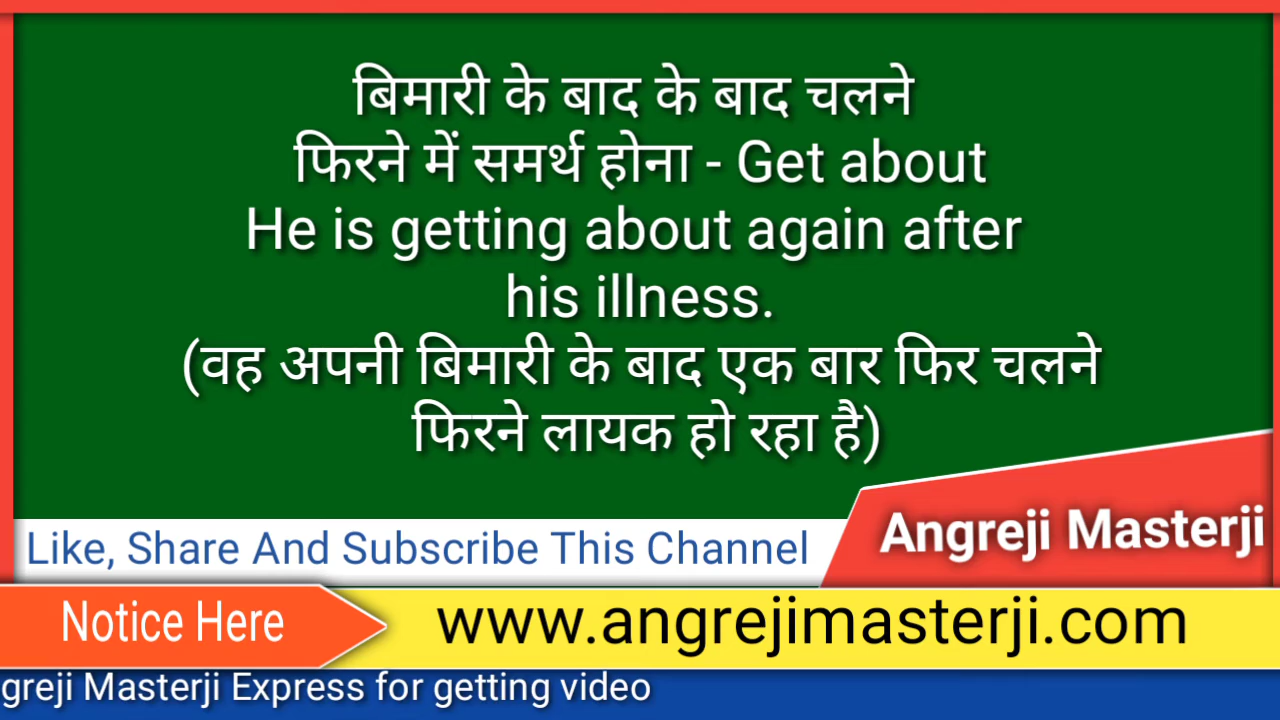 बिमारी के बाद के बाद चलने
फिरने में समर्थ होना - Get about
He is getting about again after
his illness.
(वह अपनी बिमारी के बाद एक बार फिर चलने
फिरने लायक हो रहा है)
Angreji Masterji
Like, Share And Subscribe This Channel
Notice Here
www.angrejimasterji.com
greji Masterji Express for getting video